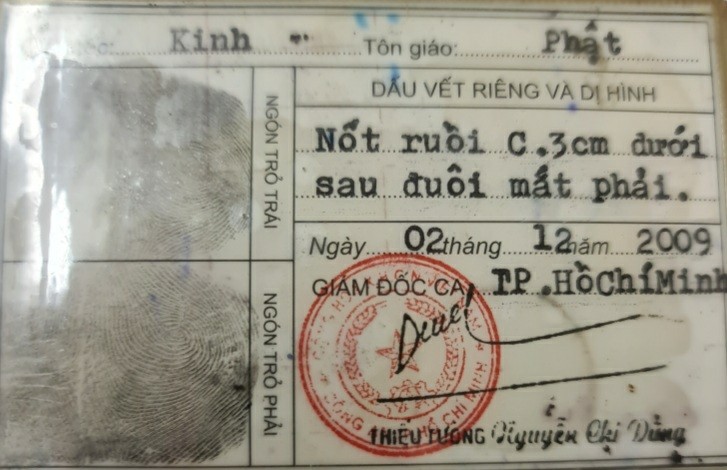 Kinh Tôn giáo: Phật
DẤU VẾT RIÊNG VÀ DỊ HÌNH
NGÓN TRỎ TRÁI
Nốt ruồi C.3cm dưới
sau đuôi mắt phải.
Ngày 02 tháng 12 năm 2009
GIÁM ĐỐC CA TP.HồChíMinh
NGÓN TRỎ PHẢI
THIẾU TƯỚNG Nguyễn Chí Dũng